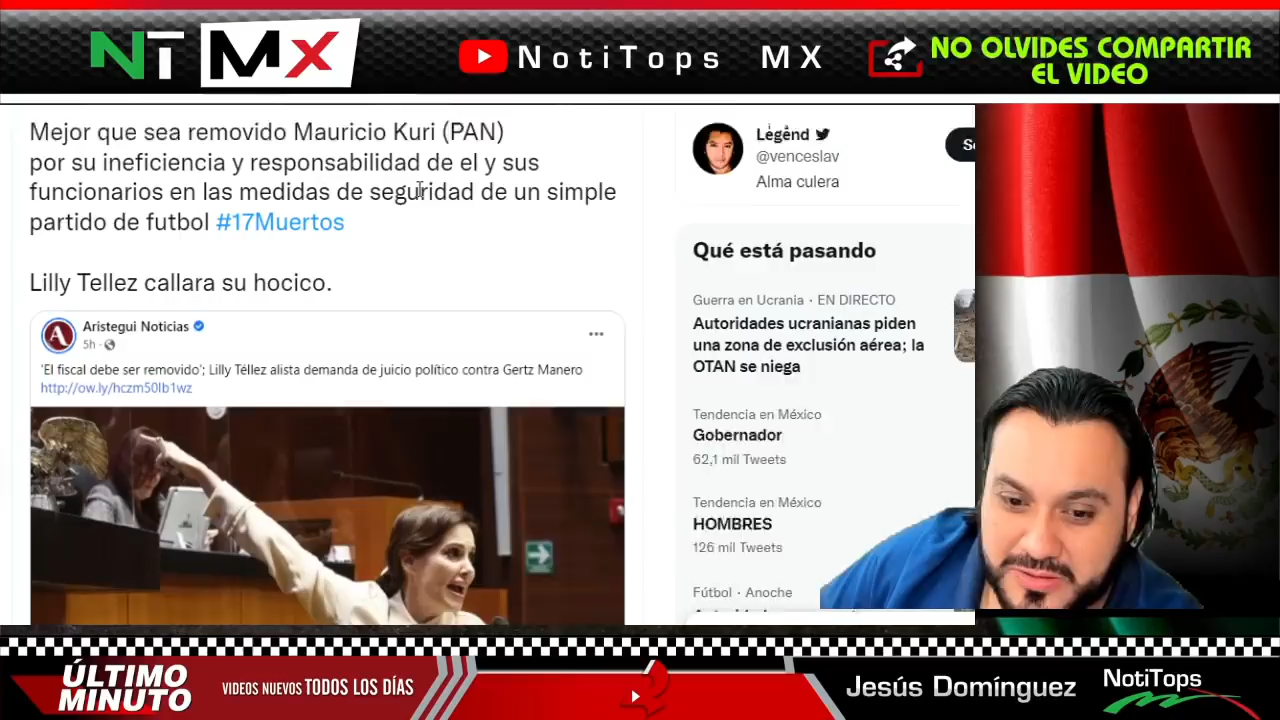 NT MX
NotiTops MX
NO OLVIDES COMPARTIR
EL VIDEO
Mejor que sea removido Mauricio Kuri (PAN)
por su ineficiencia y responsabilidad de el y sus
funcionarios en las medidas de seguridad de un simple
partido de futbol #17Muertos
Lilly Tellez callara su hocico.
A
Aristegui Noticias
5h ·
'El fiscal debe ser removido'; Lilly Téllez alista demanda de juicio político contra Gertz Manero
http://ow.ly/hczm50Ib1wz
Legend
@venceslav
Alma culera
Qué está pasando
Guerra en Ucrania · EN DIRECTO
Autoridades ucranianas piden
una zona de exclusión aérea; la
OTAN se niega
Tendencia en México
Gobernador
62,1 mil Tweets
Tendencia en México
HOMBRES
126 mil Tweets
Fútbol · Anoche
ÚLTIMO
MINUTO
VIDEOS NUEVOS TODOS LOS DÍAS
Jesús Domínguez
NotiTops